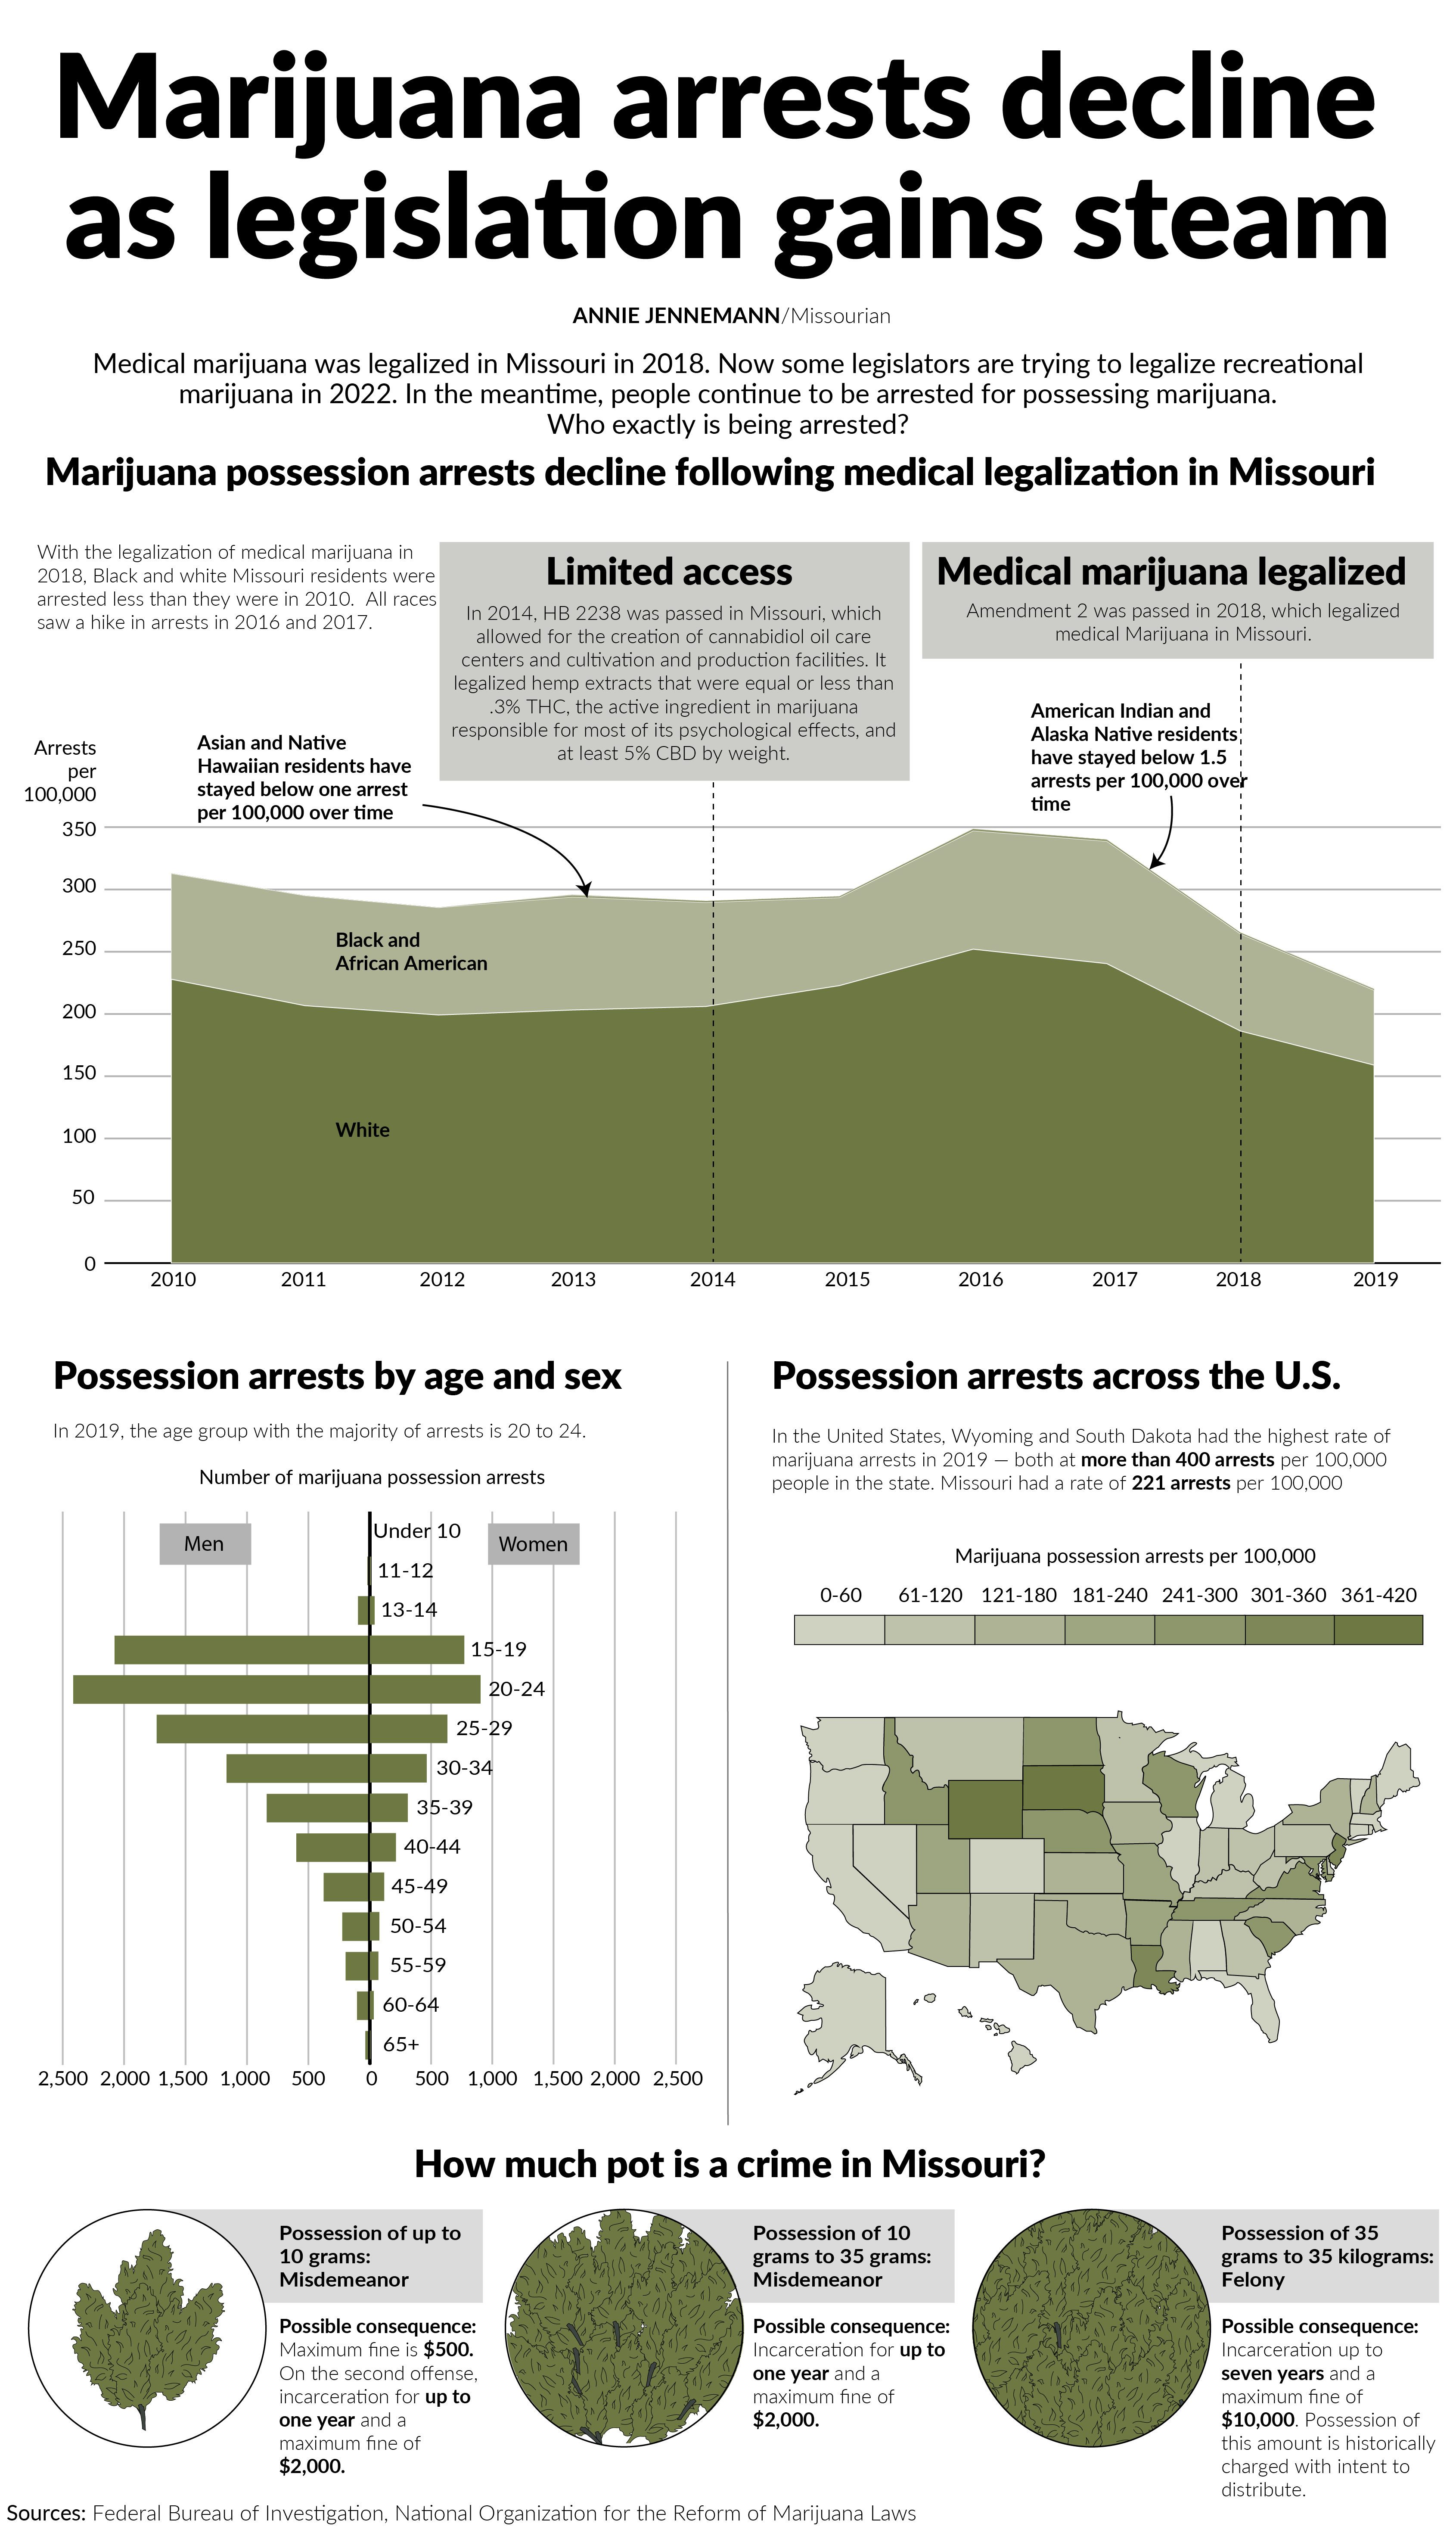 Marijuana arrests decline
as legislation gains steam
ANNIE JENNEMANN/Missourian
Medical marijuana was legalized in Missouri in 2018. Now some legislators are trying to legalize recreational
marijuana in 2022. In the meantime, people continue to be arrested for possessing marijuana.
Who exactly is being arrested?
Marijuana possession arrests decline following medical legalization in Missouri
With the legalization of medical marijuana in
2018, Black and white Missouri residents were
arrested less than they were in 2010.  All races
saw a hike in arrests in 2016 and 2017.
Limited access
In 2014, HB 2238 was passed in Missouri, which
allowed for the creation of cannabidiol oil care
centers and cultivation and production facilities. It
legalized hemp extracts that were equal or less than
.3% THC, the active ingredient in marijuana
responsible for most of its psychological effects, and
at least 5% CBD by weight.
Medical marijuana legalized
Amendment 2 was passed in 2018, which legalized
medical Marijuana in Missouri.
American Indian and
Alaska Native residents
have stayed below 1.5
arrests per 100,000 over
time
Asian and Native
Hawaiian residents have
stayed below one arrest
per 100,000 over time
Arrests
per
100,000
350
300
250
200
150
100
50
0
Black and
African American
White
2010 2011 2012 2013 2014 2015 2016 2017 2018 2019
Possession arrests by age and sex
In 2019, the age group with the majority of arrests is 20 to 24.
Number of marijuana possession arrests
Men
Women
Under 10
11-12
13-14
15-19
20-24
25-29
30-34
35-39
40-44
45-49
50-54
55-59
60-64
65+
2,500 2,000 1,500 1,000 500 0 500 1,000 1,500 2,000 2,500
Possession arrests across the U.S.
In the United States, Wyoming and South Dakota had the highest rate of
marijuana arrests in 2019 — both at more than 400 arrests per 100,000
people in the state. Missouri had a rate of 221 arrests per 100,000
Marijuana possession arrests per 100,000
0-60 61-120 121-180 181-240 241-300 301-360 361-420
How much pot is a crime in Missouri?
Possession of up to
10 grams:
Misdemeanor
Possible consequence:
Maximum fine is $500.
On the second offense,
incarceration for up to
one year and a
maximum fine of
$2,000.
Possession of 10
grams to 35 grams:
Misdemeanor
Possible consequence:
Incarceration for up to
one year and a
maximum fine of
$2,000.
Possession of 35
grams to 35 kilograms:
Felony
Possible consequence:
Incarceration up to
seven years and a
maximum fine of
$10,000. Possession of
this amount is historically
charged with intent to
distribute.
Sources: Federal Bureau of Investigation, National Organization for the Reform of Marijuana Laws